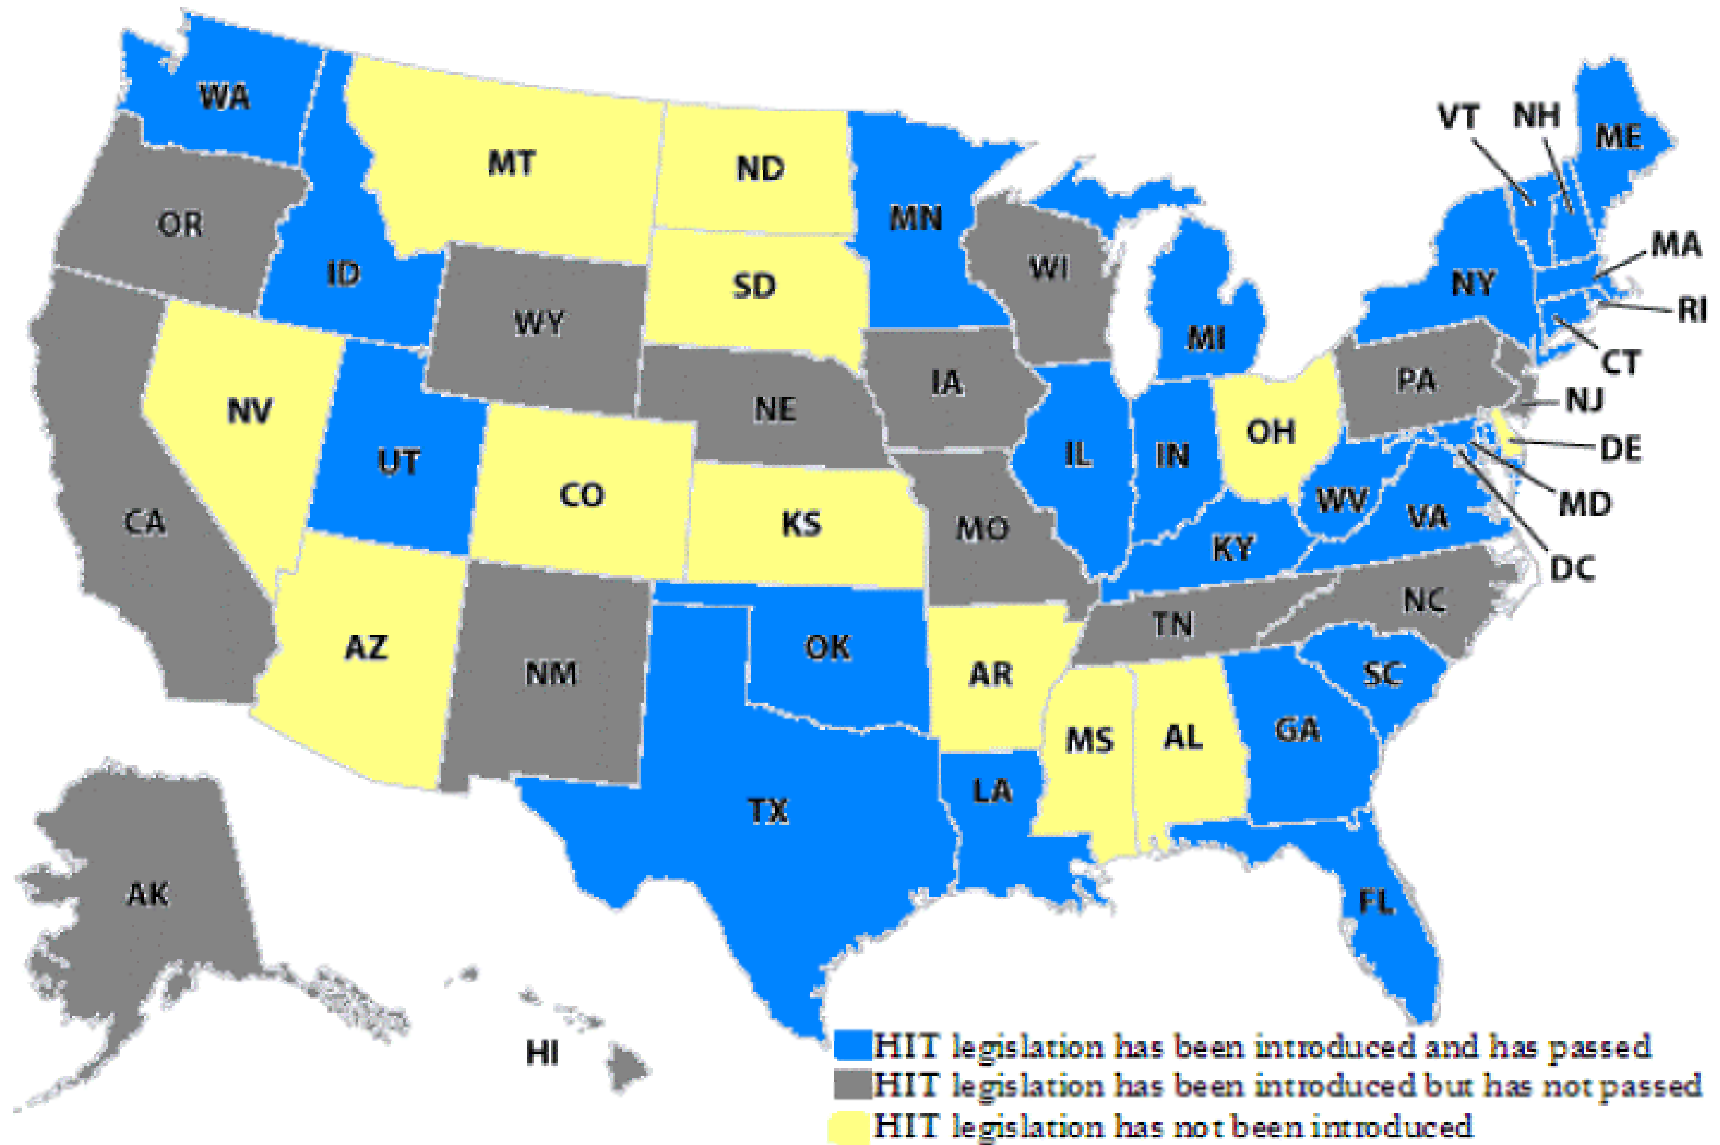 WA
VT NH
ME
MT
ND
OR
MN
MA
ID
WI
NY
SD
RI
WY
MI
CT
IA
PA
NE
NJ
NV
OH
DE
UT
IL
IN
CO
WV
MD
CA
KS
MO
VA
KY
DC
NC
TN
AZ
OK
NM
AR
SC
MS
AL
GA
LA
TX
AK
FL
HI
HIT legislation has been introduced and has passed
HIT legislation has been introduced but has not passed
HIT legislation has not been introduced